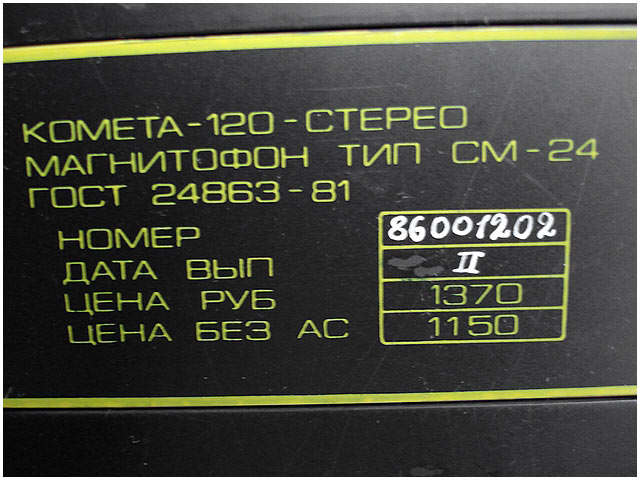 КОМЕТА-120-СТЕРЕО
МАГНИТОФОН ТИП СМ-24
ГОСТ 24863-81
НОМЕР 86001202
ДАТА ВЫП II
ЦЕНА РУБ 1370
ЦЕНА БЕЗ АС 1150